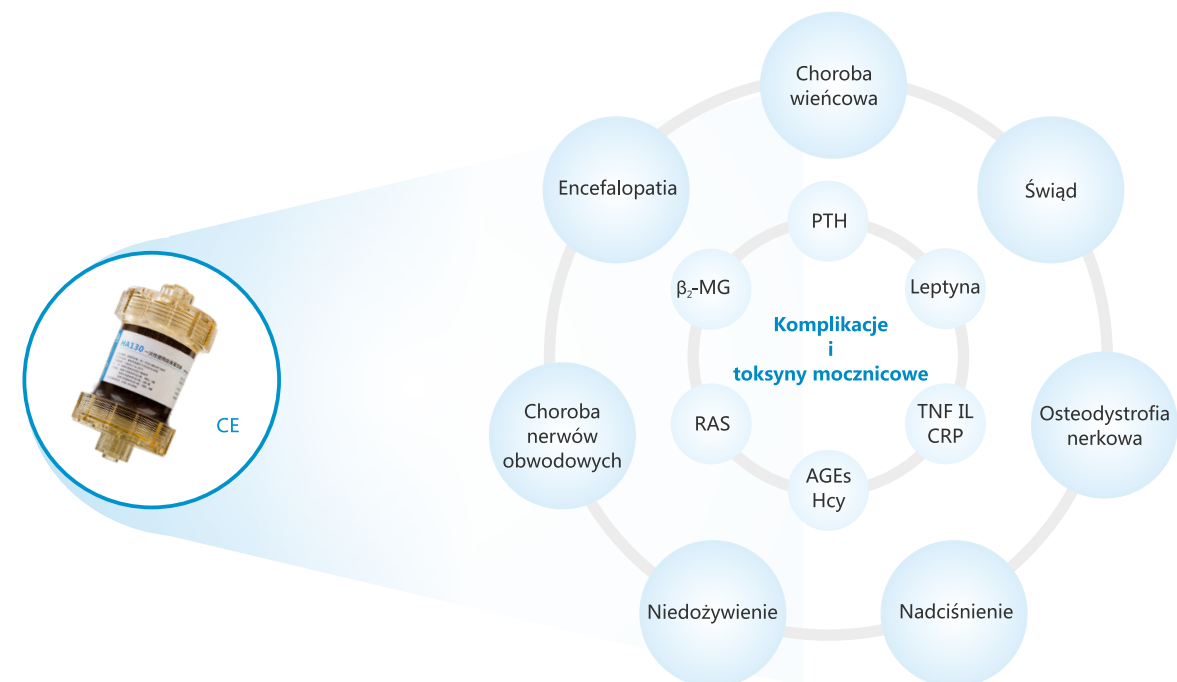 Choroba
wieńcowa
Encefalopatia
Świąd
PTH
β₂-MG
Leptyna
Komplikacje
i
toksyny mocznicowe
HA130
CE
Choroba
nerwów
obwodowych
RAS
TNF IL
CRP
Osteodystrofia
nerkowa
AGEs
Hcy
Niedożywienie
Nadciśnienie